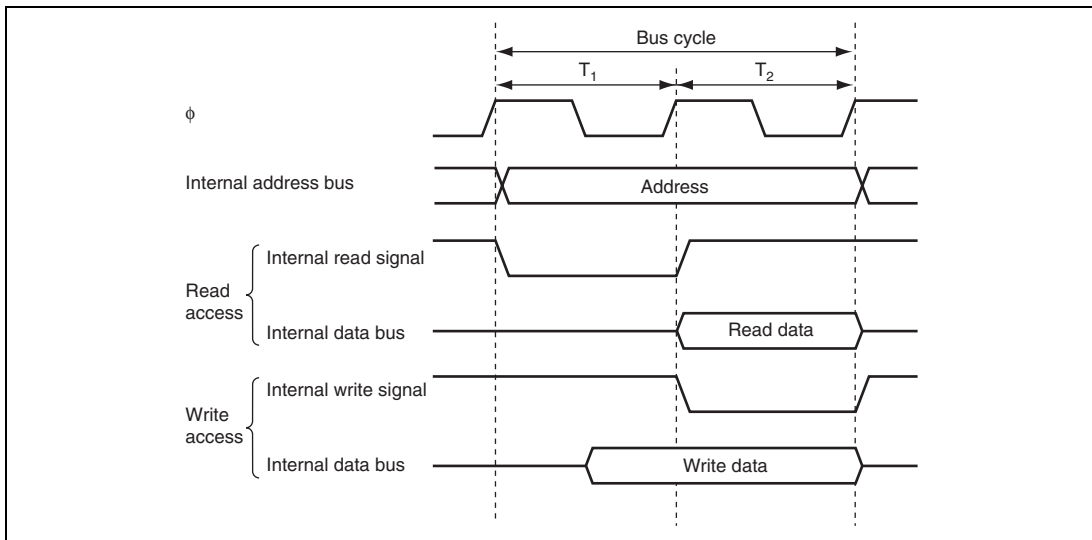 Bus cycle
T1 T2
ϕ
Internal address bus Address
Internal read signal
Read
access
Internal data bus Read data
Internal write signal
Write
access
Internal data bus Write data